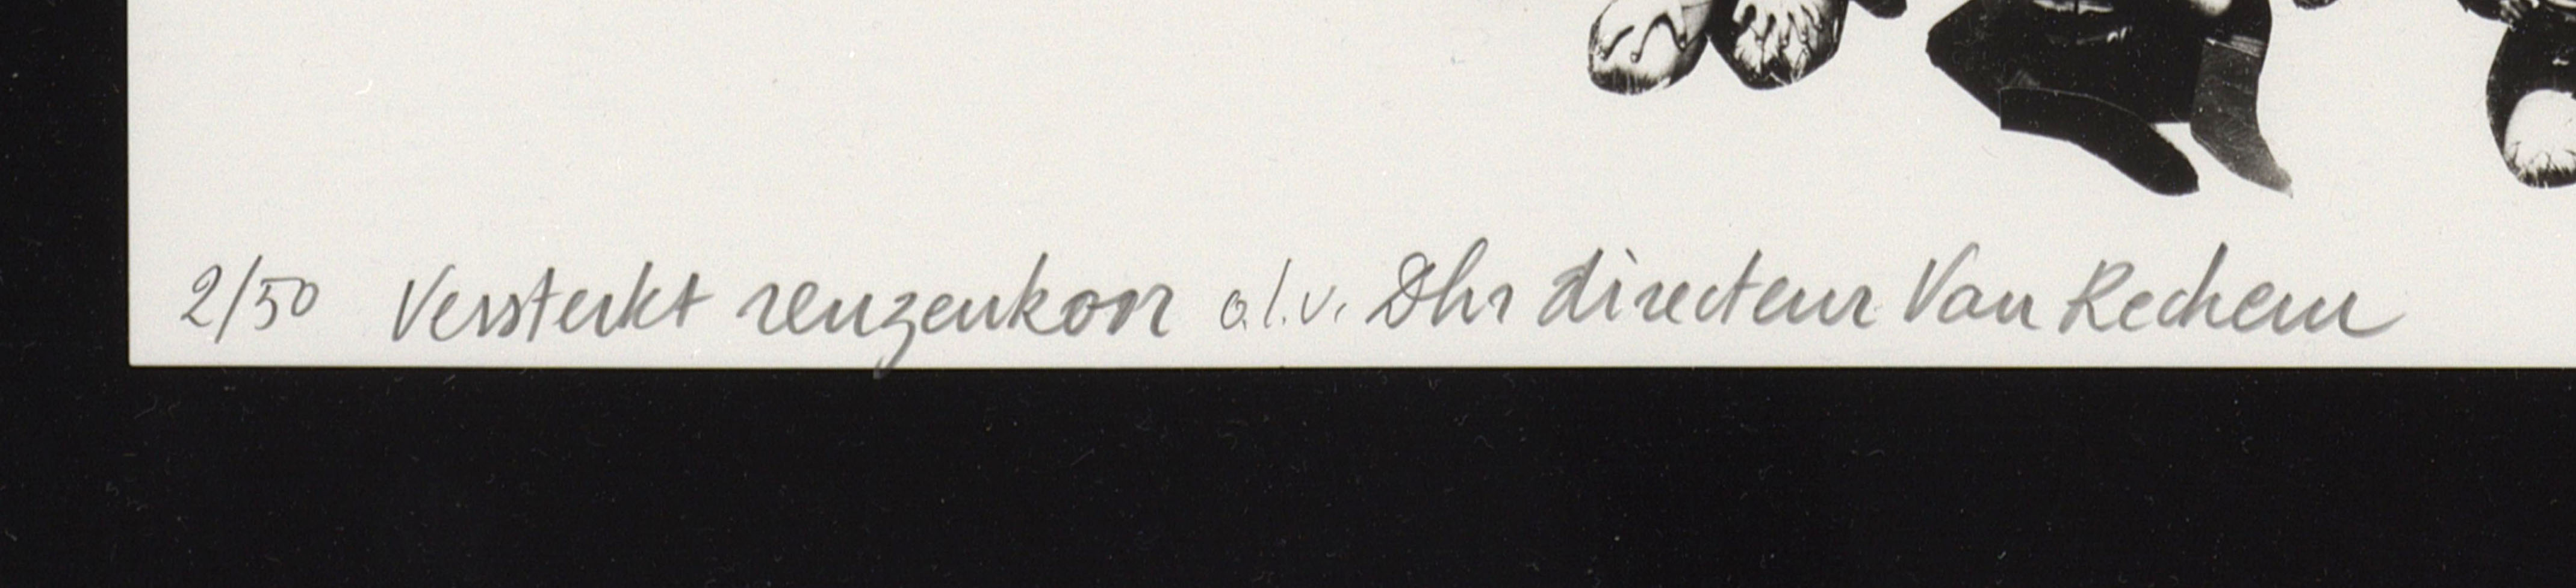 2/50 Versterkt reuzenkoor o.l.v. Dhr directeur Van Rechem